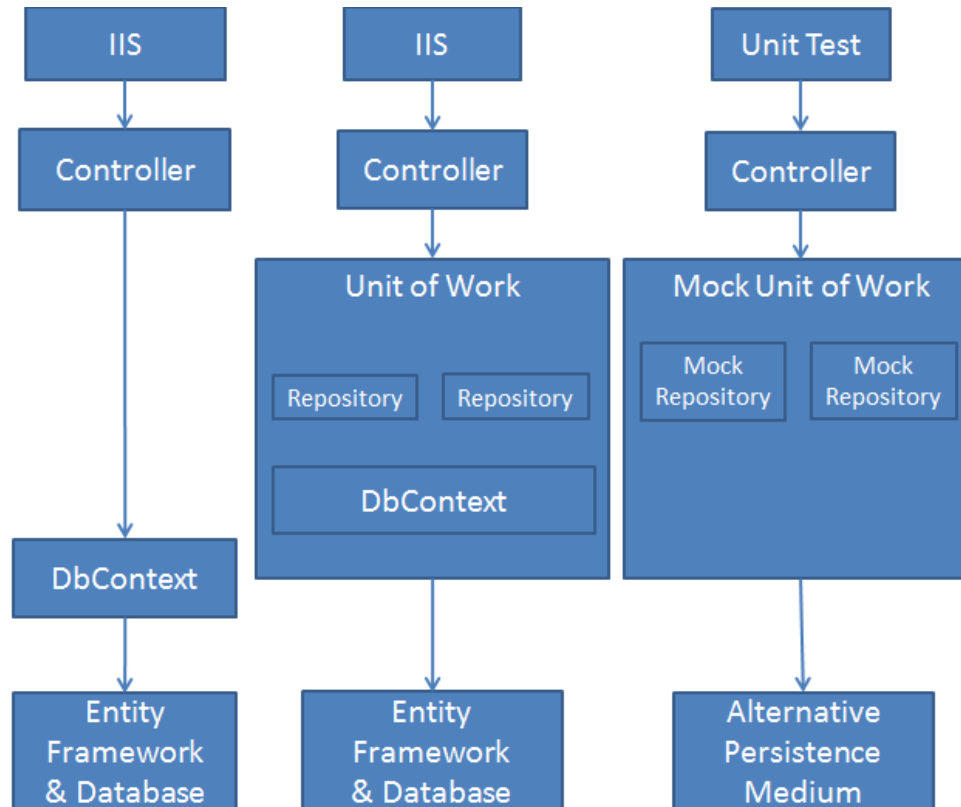 IIS
Controller
DbContext
Entity
Framework
& Database
IIS
Controller
Unit of Work
Repository
Repository
DbContext
Entity
Framework
& Database
Unit Test
Controller
Mock Unit of Work
Mock
Repository
Mock
Repository
Alternative
Persistence
Medium